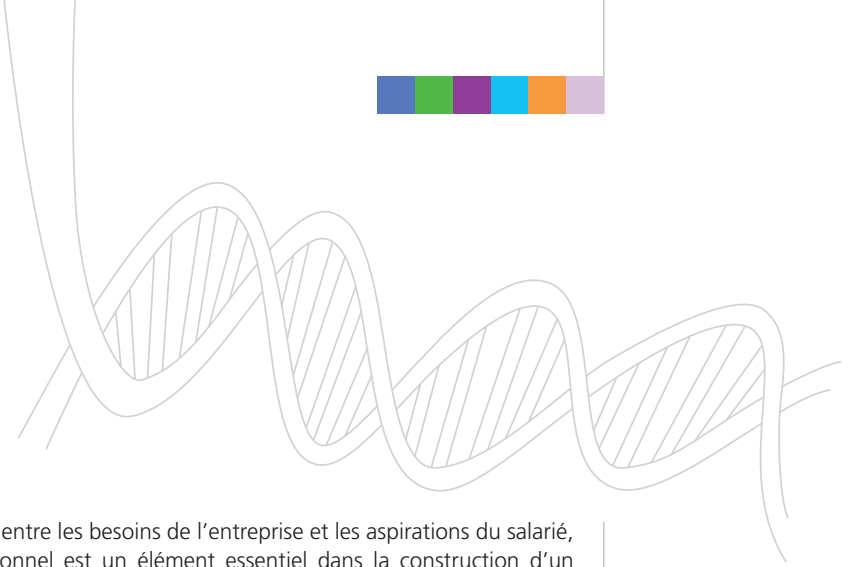 entre les besoins de l'entreprise et les aspirations du salarié,
onnel est un élément essentiel dans la construction d'un